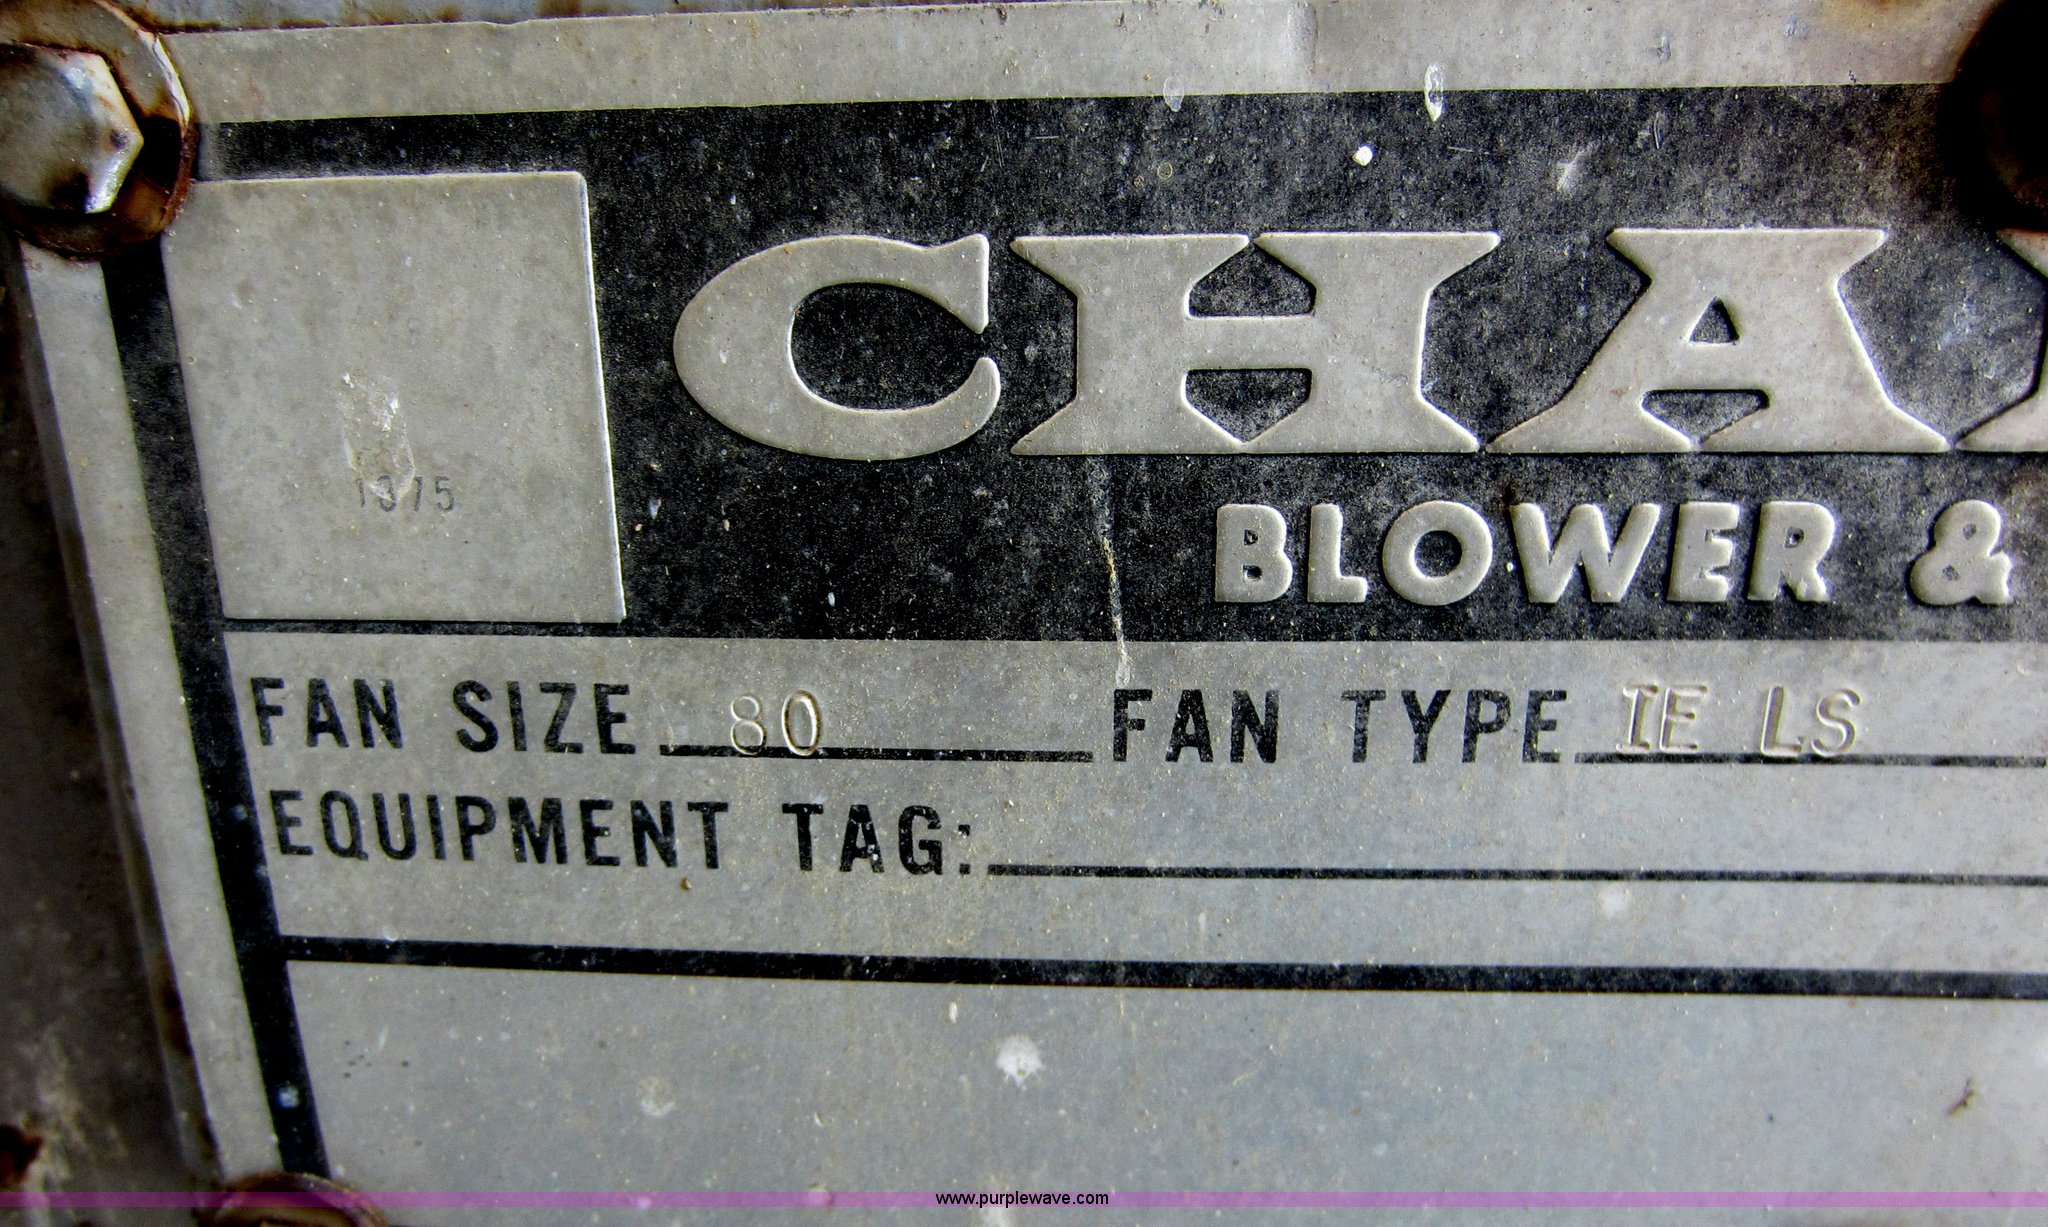 CHA
BLOWER &
1375
FAN SIZE 80 FAN TYPE IE LS
EQUIPMENT TAG:
www.purplewave.com